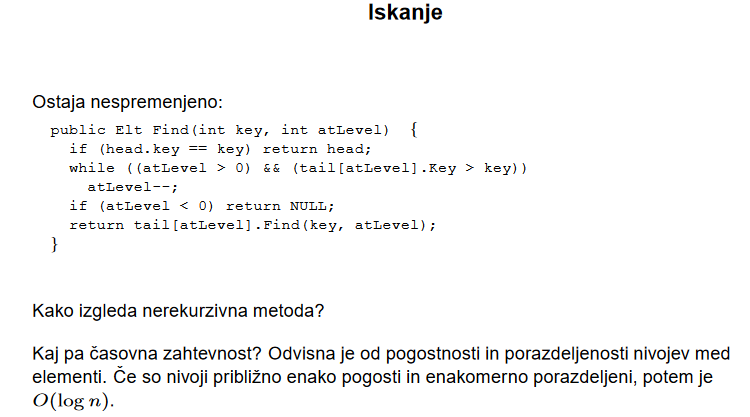 Iskanje
Ostaja nespremenjeno:
public Elt Find(int key, int atLevel) {
if (head.key == key) return head;
while ((atLevel > 0) && (tail[atLevel].Key > key))
atLevel--;
if (atLevel < 0) return NULL;
return tail[atLevel].Find(key, atLevel);
}
Kako izgleda nerekurzivna metoda?
Kaj pa časovna zahtevnost? Odvisna je od pogostnosti in porazdeljenosti nivojev med
elementi. Če so nivoji približno enako pogosti in enakomerno porazdeljeni, potem je
O(log n).